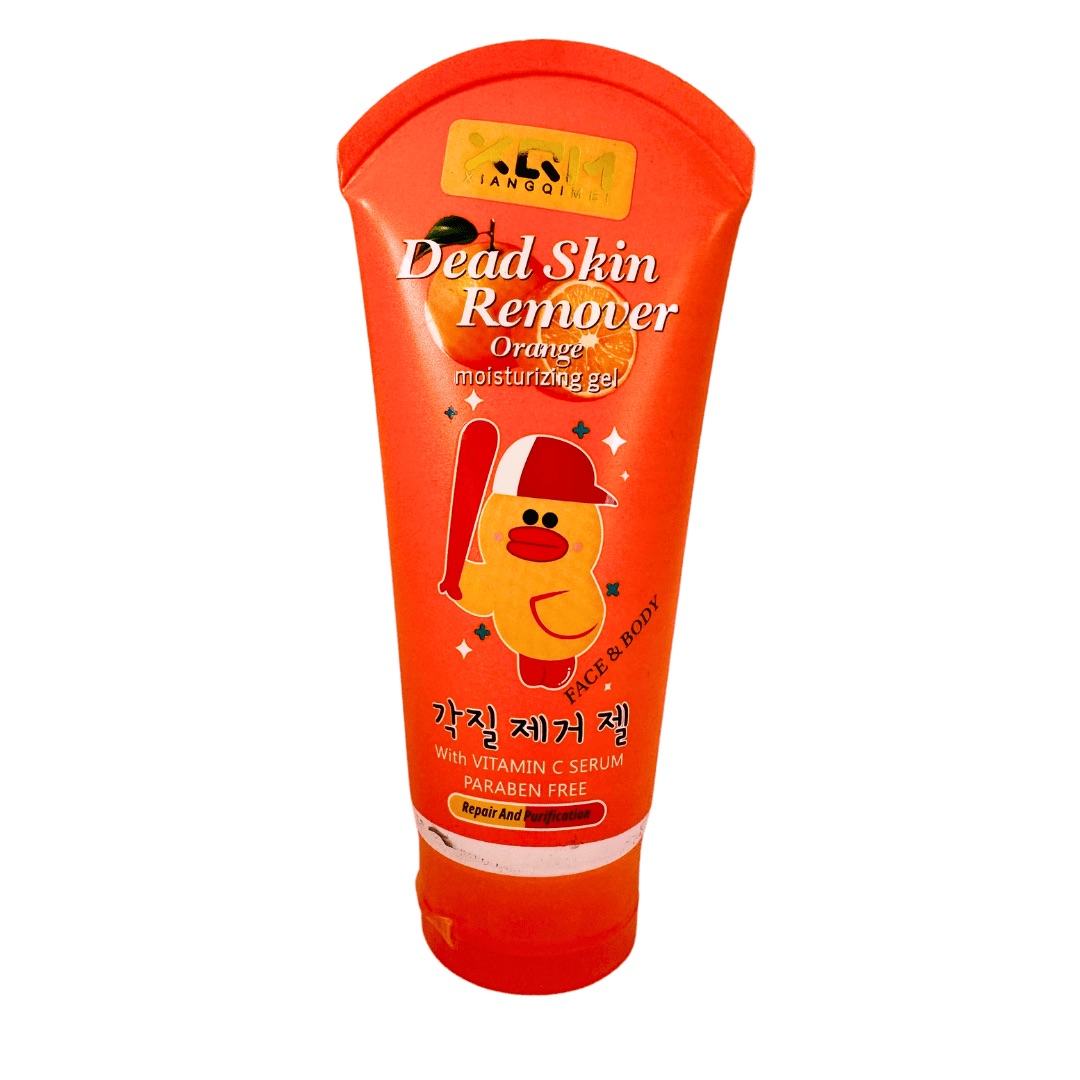 XQM
XIANGQIMEI
Dead Skin
Remover
Orange
moisturizing gel
FACE & BODY
각질 제거 젤
With VITAMIN C SERUM
PARABEN FREE
Repair And Purification